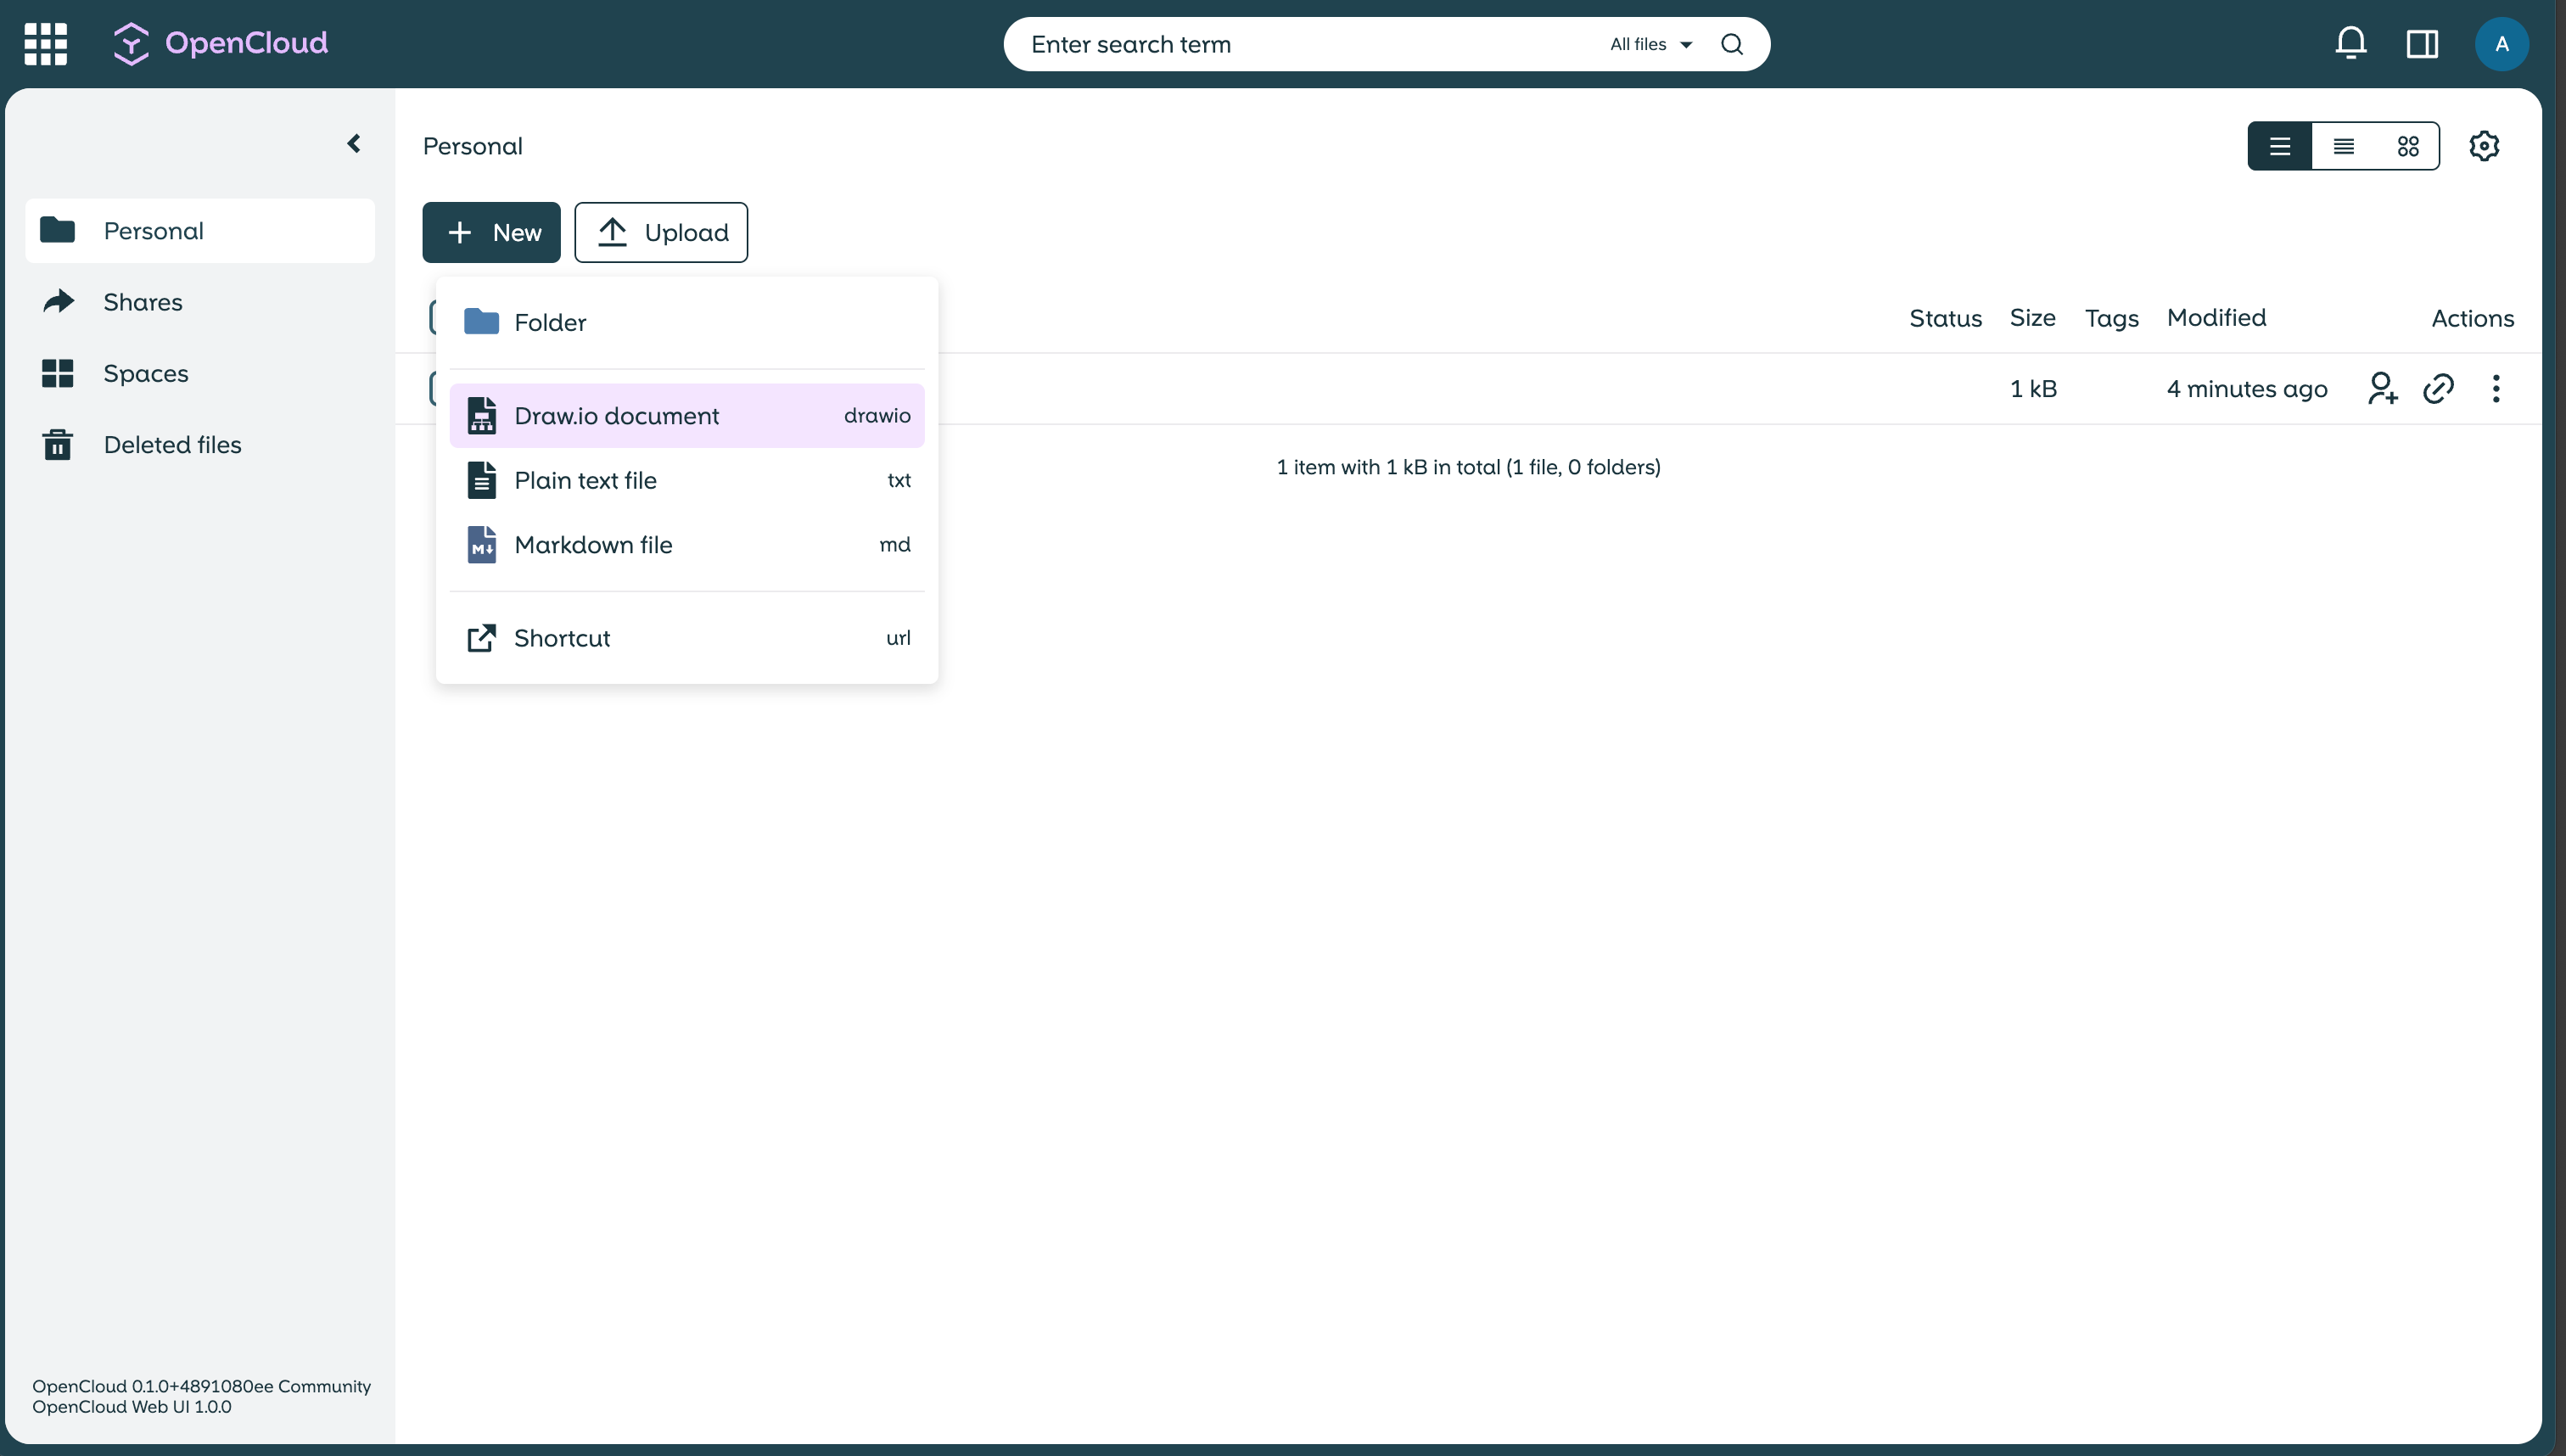 OpenCloud
Enter search term All files
A
Personal
Shares
Spaces
Deleted files
Personal
New Upload
Status Size Tags Modified Actions
1 kB 4 minutes ago
1 item with 1 kB in total (1 file, 0 folders)
Folder
Draw.io document drawio
Plain text file txt
Markdown file md
Shortcut url
OpenCloud 0.1.0+4891080ee Community
OpenCloud Web UI 1.0.0